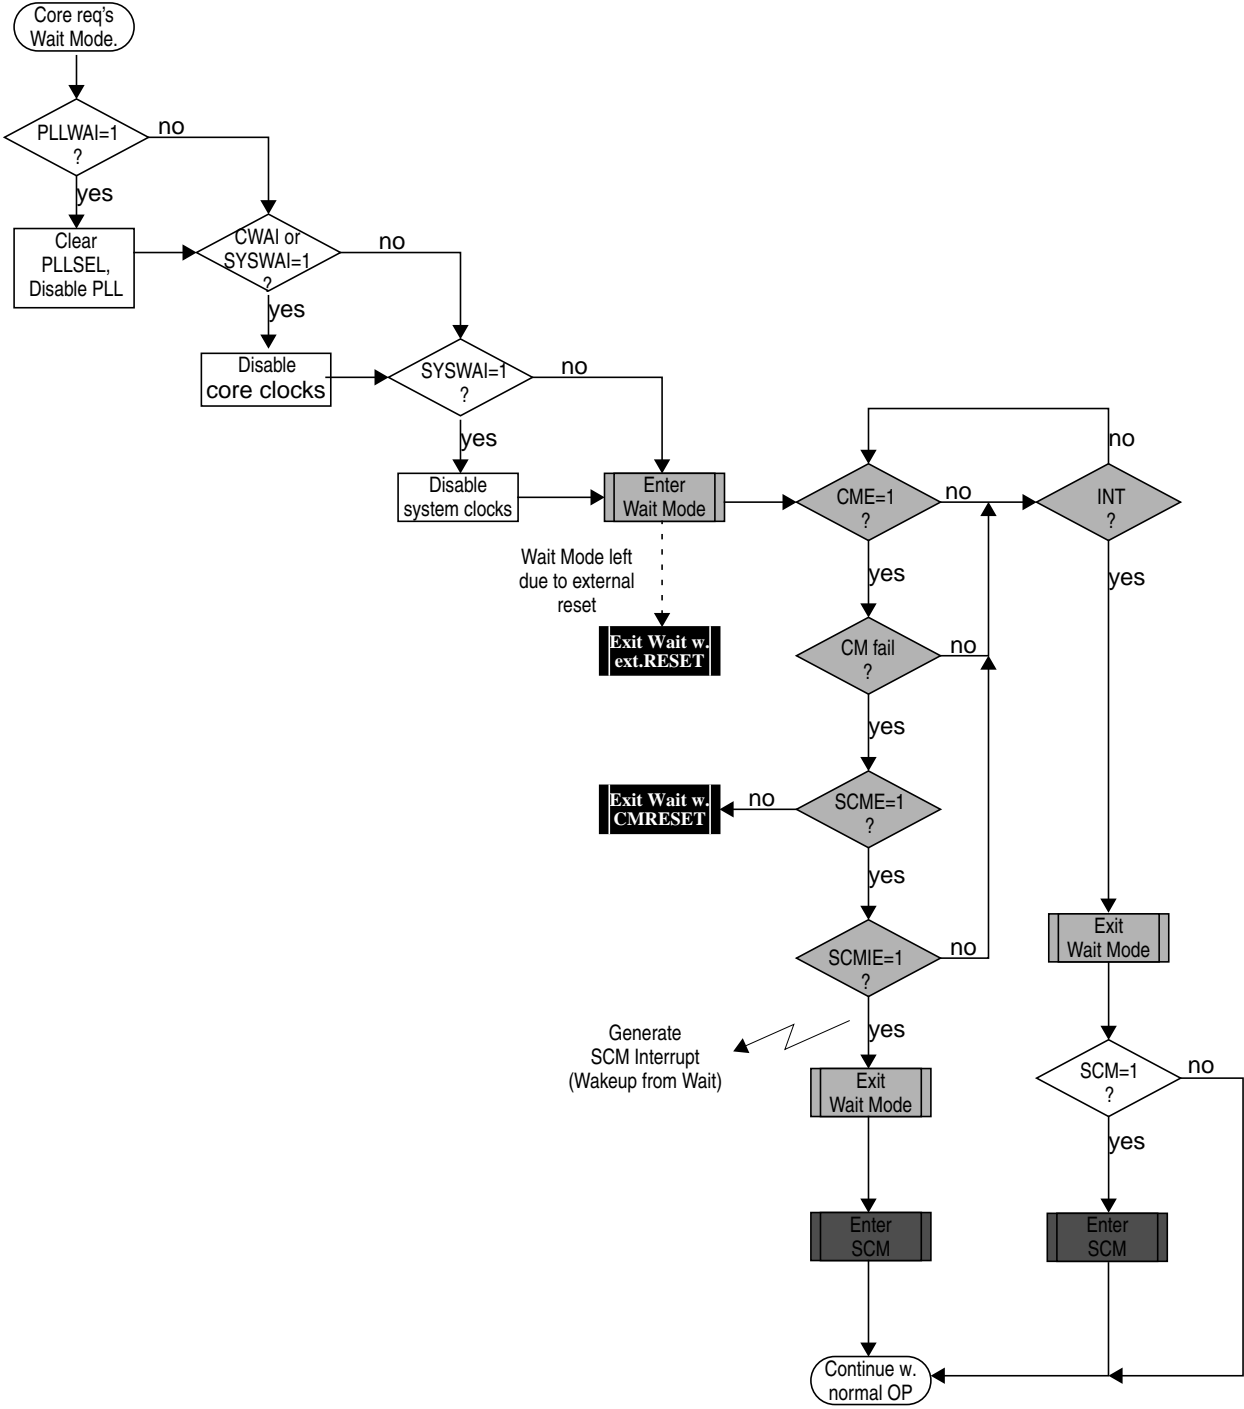 Core req's
Wait Mode.
PLLWAI=1
?
no
yes
Clear
PLLSEL,
Disable PLL
CWAI or
SYSWAI=1
?
no
yes
Disable
core clocks
SYSWAI=1
?
no
yes
Disable
system clocks
Enter
Wait Mode
Wait Mode left
due to external
reset
Exit Wait w.
ext.RESET
CME=1
?
no
yes
INT
?
no
yes
CM fail
?
no
yes
SCME=1
?
no
yes
Exit Wait w.
CMRESET
SCMIE=1
?
no
yes
Generate
SCM Interrupt
(Wakeup from Wait)
Exit
Wait Mode
Enter
SCM
Exit
Wait Mode
SCM=1
?
no
yes
Enter
SCM
Continue w.
normal OP